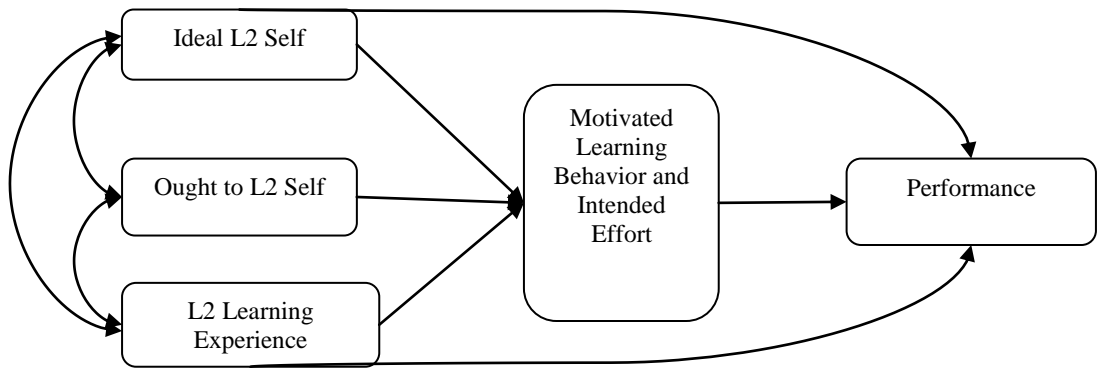 Ideal L2 Self
Ought to L2 Self
L2 Learning
Experience
Motivated
Learning
Behavior and
Intended
Effort
Performance